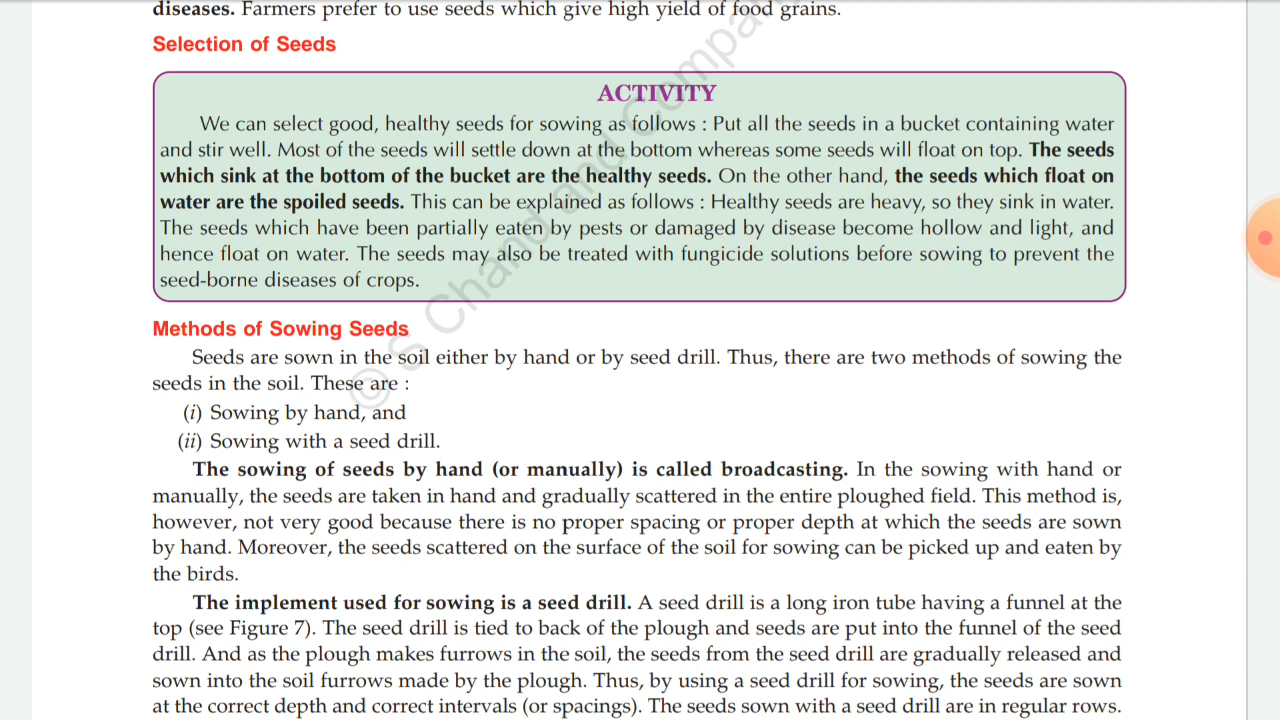 diseases. Farmers prefer to use seeds which give high yield of food grains.
Selection of Seeds
ACTIVITY
We can select good, healthy seeds for sowing as follows : Put all the seeds in a bucket containing water
and stir well. Most of the seeds will settle down at the bottom whereas some seeds will float on top. The seeds
which sink at the bottom of the bucket are the healthy seeds. On the other hand, the seeds which float on
water are the spoiled seeds. This can be explained as follows : Healthy seeds are heavy, so they sink in water.
The seeds which have been partially eaten by pests or damaged by disease become hollow and light, and
hence float on water. The seeds may also be treated with fungicide solutions before sowing to prevent the
seed-borne diseases of crops.
Methods of Sowing Seeds
Seeds are sown in the soil either by hand or by seed drill. Thus, there are two methods of sowing the
seeds in the soil. These are :
(i) Sowing by hand, and
(ii) Sowing with a seed drill.
The sowing of seeds by hand (or manually) is called broadcasting. In the sowing with hand or
manually, the seeds are taken in hand and gradually scattered in the entire ploughed field. This method is,
however, not very good because there is no proper spacing or proper depth at which the seeds are sown
by hand. Moreover, the seeds scattered on the surface of the soil for sowing can be picked up and eaten by
the birds.
The implement used for sowing is a seed drill. A seed drill is a long iron tube having a funnel at the
top (see Figure 7). The seed drill is tied to back of the plough and seeds are put into the funnel of the seed
drill. And as the plough makes furrows in the soil, the seeds from the seed drill are gradually released and
sown into the soil furrows made by the plough. Thus, by using a seed drill for sowing, the seeds are sown
at the correct depth and correct intervals (or spacings). The seeds sown with a seed drill are in regular rows.
© S Chand and Compan